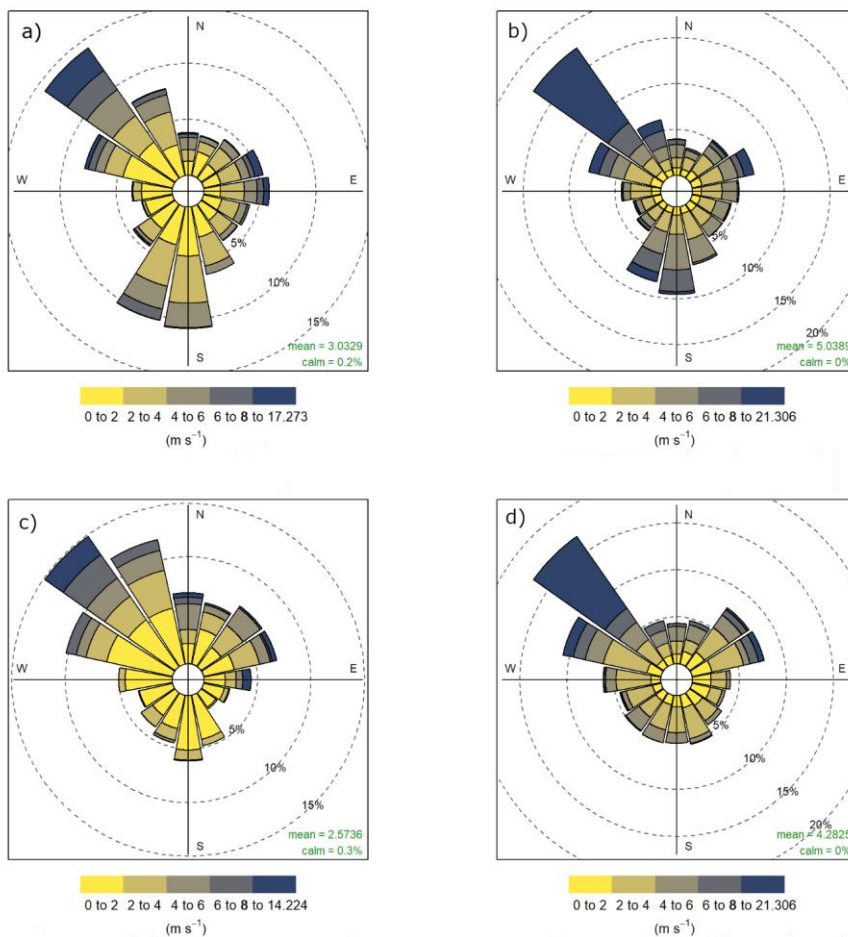 a)
N
W
E
5%
10%
15%
S
mean = 3.0329
calm = 0.2%
0 to 2 2 to 4 4 to 6 6 to 8 to 17.273
(m s⁻¹)
b)
N
W
E
5%
10%
15%
20%
S
mean = 5.0389
calm = 0%
0 to 2 2 to 4 4 to 6 6 to 8 to 21.306
(m s⁻¹)
c)
N
W
E
5%
10%
15%
S
mean = 2.5736
calm = 0.3%
0 to 2 2 to 4 4 to 6 6 to 8 to 14.224
(m s⁻¹)
d)
N
W
E
5%
10%
15%
20%
S
mean = 4.2825
calm = 0%
0 to 2 2 to 4 4 to 6 6 to 8 to 21.306
(m s⁻¹)